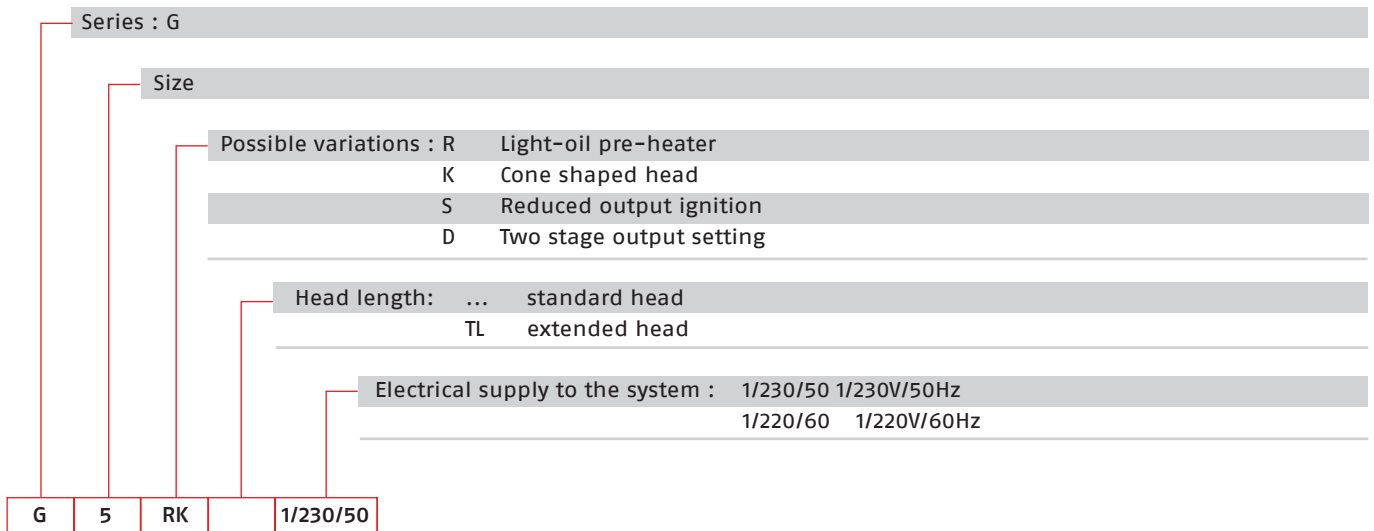 Series : G
Size
Possible variations : R Light-oil pre-heater
K Cone shaped head
S Reduced output ignition
D Two stage output setting
Head length: ... standard head
TL extended head
Electrical supply to the system : 1/230/50 1/230V/50Hz
1/220/60 1/220V/60Hz
G 5 RK 1/230/50